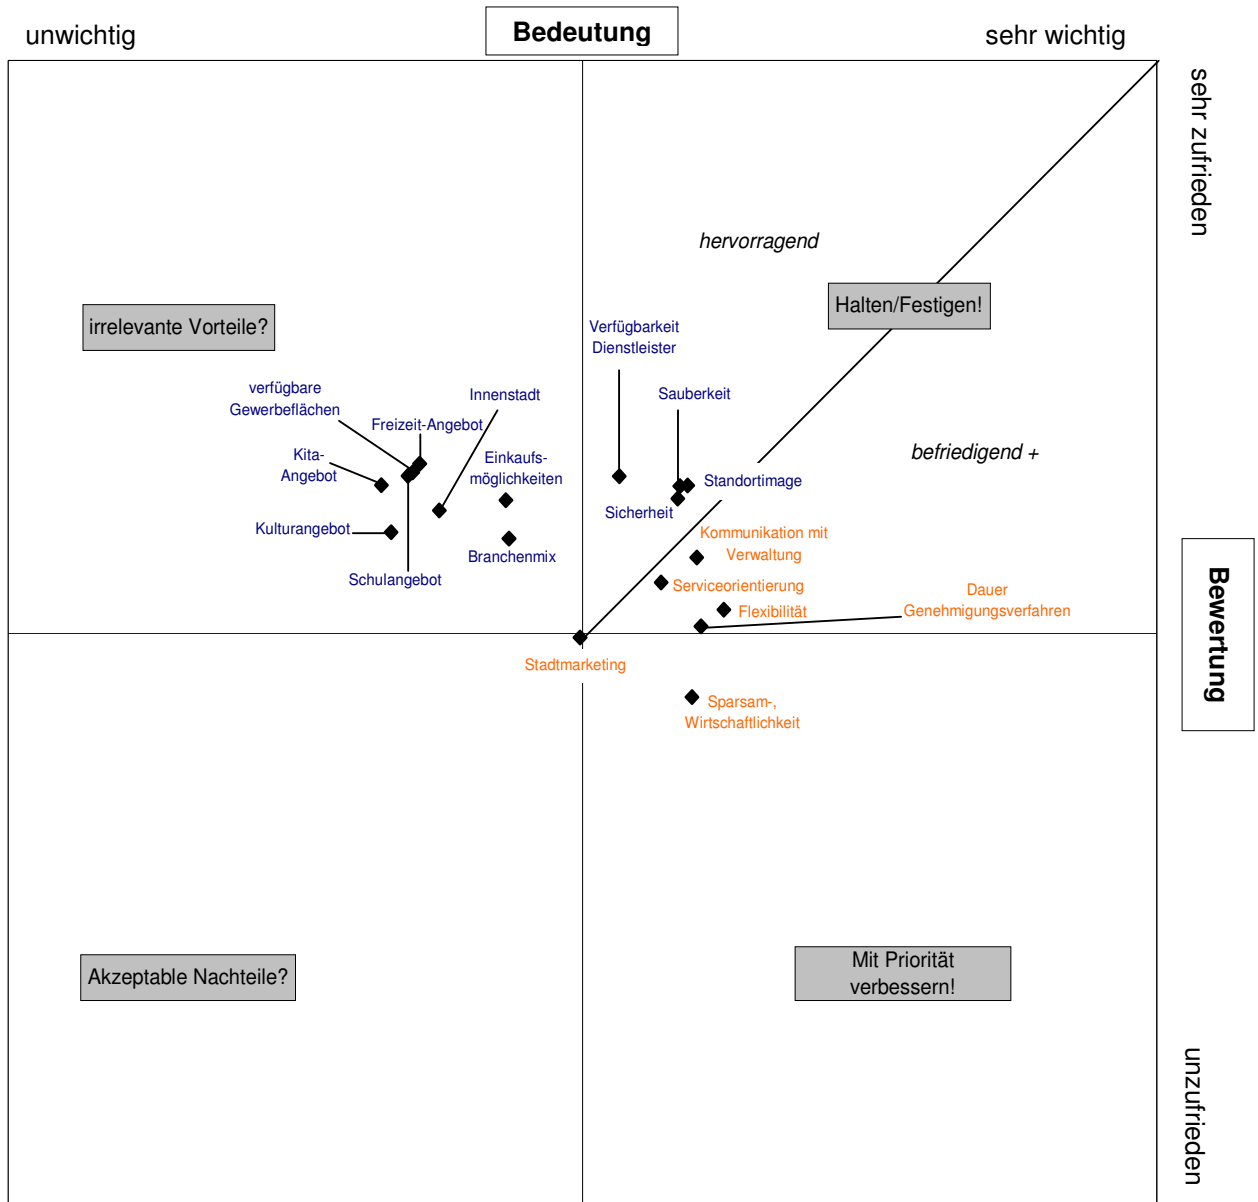 unwichtig
Bedeutung
sehr wichtig
sehr zufrieden
hervorragend
Halten/Festigen!
irrelevante Vorteile?
Verfügbarkeit
Dienstleister
verfügbare
Gewerbeflächen
Innenstadt
Sauberkeit
Freizeit-Angebot
Kita-
Angebot
Einkaufs-
möglichkeiten
befriedigend +
Standortimage
Sicherheit
Kulturangebot
Branchenmix
Schulangebot
Kommunikation mit
Verwaltung
Serviceorientierung
Flexibilität
Dauer
Genehmigungsverfahren
Bewertung
Stadtmarketing
Sparsam-,
Wirtschaftlichkeit
Akzeptable Nachteile?
Mit Priorität
verbessern!
unzufrieden